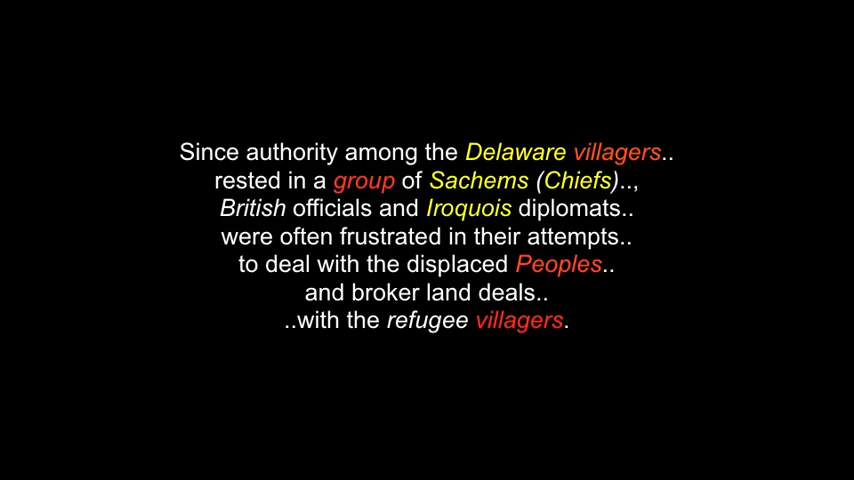 Since authority among the Delaware villagers..
rested in a group of Sachems (Chiefs)..,
British officials and Iroquois diplomats..
were often frustrated in their attempts..
to deal with the displaced Peoples..
and broker land deals..
..with the refugee villagers.